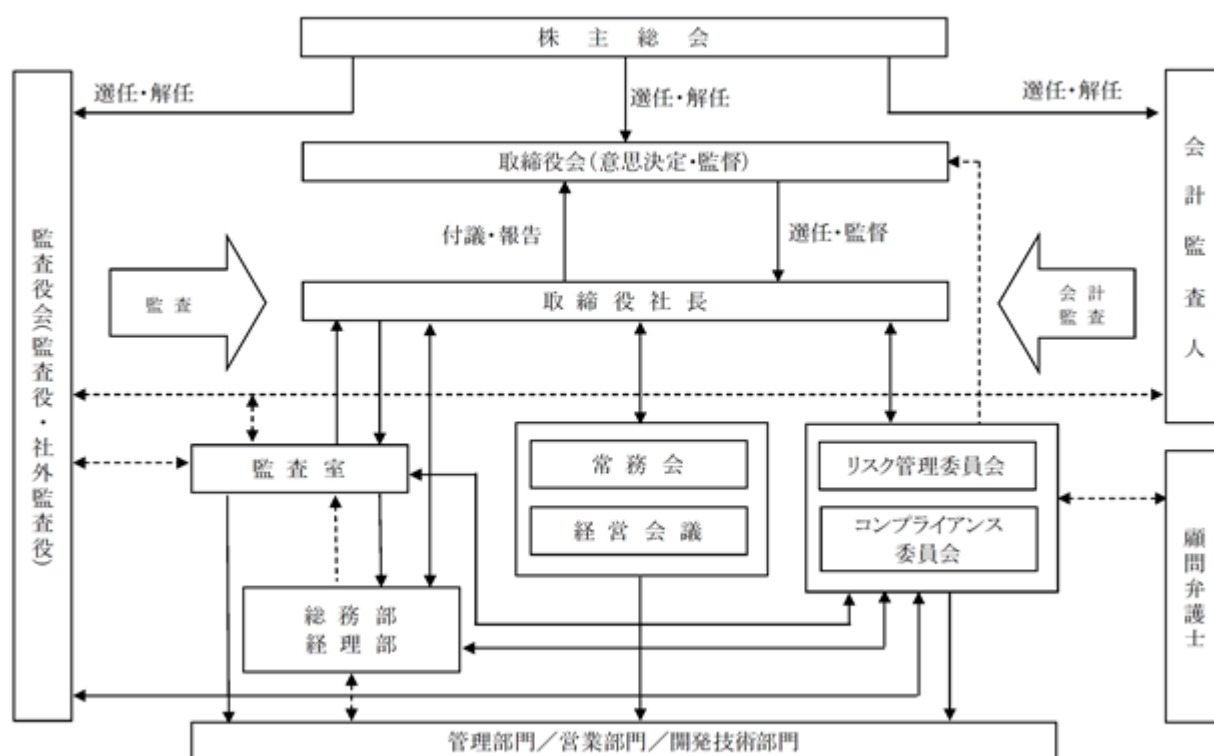 株主総会
選任・解任
選任・解任
選任・解任
取締役会(意思決定・監督)
付議・報告
選任・監督
監査
取締役社長
会計
監査
監査役会(監査役・社外監査役)
会計監査人
監査室
常務会
経営会議
リスク管理委員会
コンプライアンス
委員会
顧問弁護士
総務部
経理部
管理部門/営業部門/開発技術部門